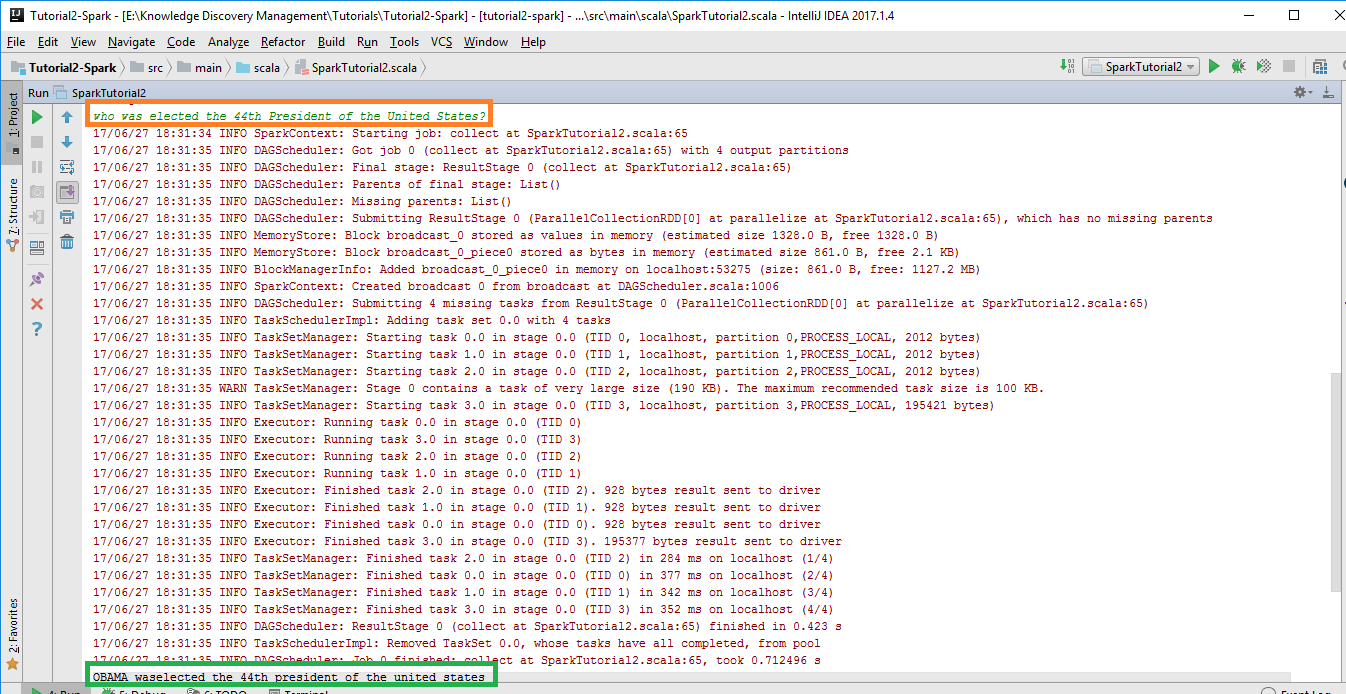 Tutorial2-Spark - [E:\Knowledge Discovery Management\Tutorials\Tutorial2-Spark] - [tutorial2-spark] - ...\src\main\scala\SparkTutorial2.scala - IntelliJ IDEA 2017.1.4
File Edit View Navigate Code Analyze Refactor Build Run Tools VCS Window Help
Tutorial2-Spark src main scala SparkTutorial2.scala SparkTutorial2
Run SparkTutorial2
1: Project
7: Structure
2: Favorites
who was elected the 44th President of the United States?
17/06/27 18:31:34 INFO SparkContext: Starting job: collect at SparkTutorial2.scala:65
17/06/27 18:31:35 INFO DAGScheduler: Got job 0 (collect at SparkTutorial2.scala:65) with 4 output partitions
17/06/27 18:31:35 INFO DAGScheduler: Final stage: ResultStage 0 (collect at SparkTutorial2.scala:65)
17/06/27 18:31:35 INFO DAGScheduler: Parents of final stage: List()
17/06/27 18:31:35 INFO DAGScheduler: Missing parents: List()
17/06/27 18:31:35 INFO DAGScheduler: Submitting ResultStage 0 (ParallelCollectionRDD[0] at parallelize at SparkTutorial2.scala:65), which has no missing parents
17/06/27 18:31:35 INFO MemoryStore: Block broadcast_0 stored as values in memory (estimated size 1328.0 B, free 1328.0 B)
17/06/27 18:31:35 INFO MemoryStore: Block broadcast_0_piece0 stored as bytes in memory (estimated size 861.0 B, free 2.1 KB)
17/06/27 18:31:35 INFO BlockManagerInfo: Added broadcast_0_piece0 in memory on localhost:53275 (size: 861.0 B, free: 1127.2 MB)
17/06/27 18:31:35 INFO SparkContext: Created broadcast 0 from broadcast at DAGScheduler.scala:1006
17/06/27 18:31:35 INFO DAGScheduler: Submitting 4 missing tasks from ResultStage 0 (ParallelCollectionRDD[0] at parallelize at SparkTutorial2.scala:65)
17/06/27 18:31:35 INFO TaskSchedulerImpl: Adding task set 0.0 with 4 tasks
17/06/27 18:31:35 INFO TaskSetManager: Starting task 0.0 in stage 0.0 (TID 0, localhost, partition 0,PROCESS_LOCAL, 2012 bytes)
17/06/27 18:31:35 INFO TaskSetManager: Starting task 1.0 in stage 0.0 (TID 1, localhost, partition 1,PROCESS_LOCAL, 2012 bytes)
17/06/27 18:31:35 INFO TaskSetManager: Starting task 2.0 in stage 0.0 (TID 2, localhost, partition 2,PROCESS_LOCAL, 2012 bytes)
17/06/27 18:31:35 WARN TaskSetManager: Stage 0 contains a task of very large size (190 KB). The maximum recommended task size is 100 KB.
17/06/27 18:31:35 INFO TaskSetManager: Starting task 3.0 in stage 0.0 (TID 3, localhost, partition 3,PROCESS_LOCAL, 195421 bytes)
17/06/27 18:31:35 INFO Executor: Running task 0.0 in stage 0.0 (TID 0)
17/06/27 18:31:35 INFO Executor: Running task 3.0 in stage 0.0 (TID 3)
17/06/27 18:31:35 INFO Executor: Running task 2.0 in stage 0.0 (TID 2)
17/06/27 18:31:35 INFO Executor: Running task 1.0 in stage 0.0 (TID 1)
17/06/27 18:31:35 INFO Executor: Finished task 2.0 in stage 0.0 (TID 2). 928 bytes result sent to driver
17/06/27 18:31:35 INFO Executor: Finished task 1.0 in stage 0.0 (TID 1). 928 bytes result sent to driver
17/06/27 18:31:35 INFO Executor: Finished task 0.0 in stage 0.0 (TID 0). 928 bytes result sent to driver
17/06/27 18:31:35 INFO Executor: Finished task 3.0 in stage 0.0 (TID 3). 195377 bytes result sent to driver
17/06/27 18:31:35 INFO TaskSetManager: Finished task 2.0 in stage 0.0 (TID 2) in 284 ms on localhost (1/4)
17/06/27 18:31:35 INFO TaskSetManager: Finished task 0.0 in stage 0.0 (TID 0) in 377 ms on localhost (2/4)
17/06/27 18:31:35 INFO TaskSetManager: Finished task 1.0 in stage 0.0 (TID 1) in 342 ms on localhost (3/4)
17/06/27 18:31:35 INFO TaskSetManager: Finished task 3.0 in stage 0.0 (TID 3) in 352 ms on localhost (4/4)
17/06/27 18:31:35 INFO DAGScheduler: ResultStage 0 (collect at SparkTutorial2.scala:65) finished in 0.423 s
17/06/27 18:31:35 INFO TaskSchedulerImpl: Removed TaskSet 0.0, whose tasks have all completed, from pool
17/06/27 18:31:35 INFO DAGScheduler: Job 0 finished: collect at SparkTutorial2.scala:65, took 0.712496 s
OBAMA waselected the 44th president of the united states
4: Run 5: Debug 6: TODO Terminal Event Log